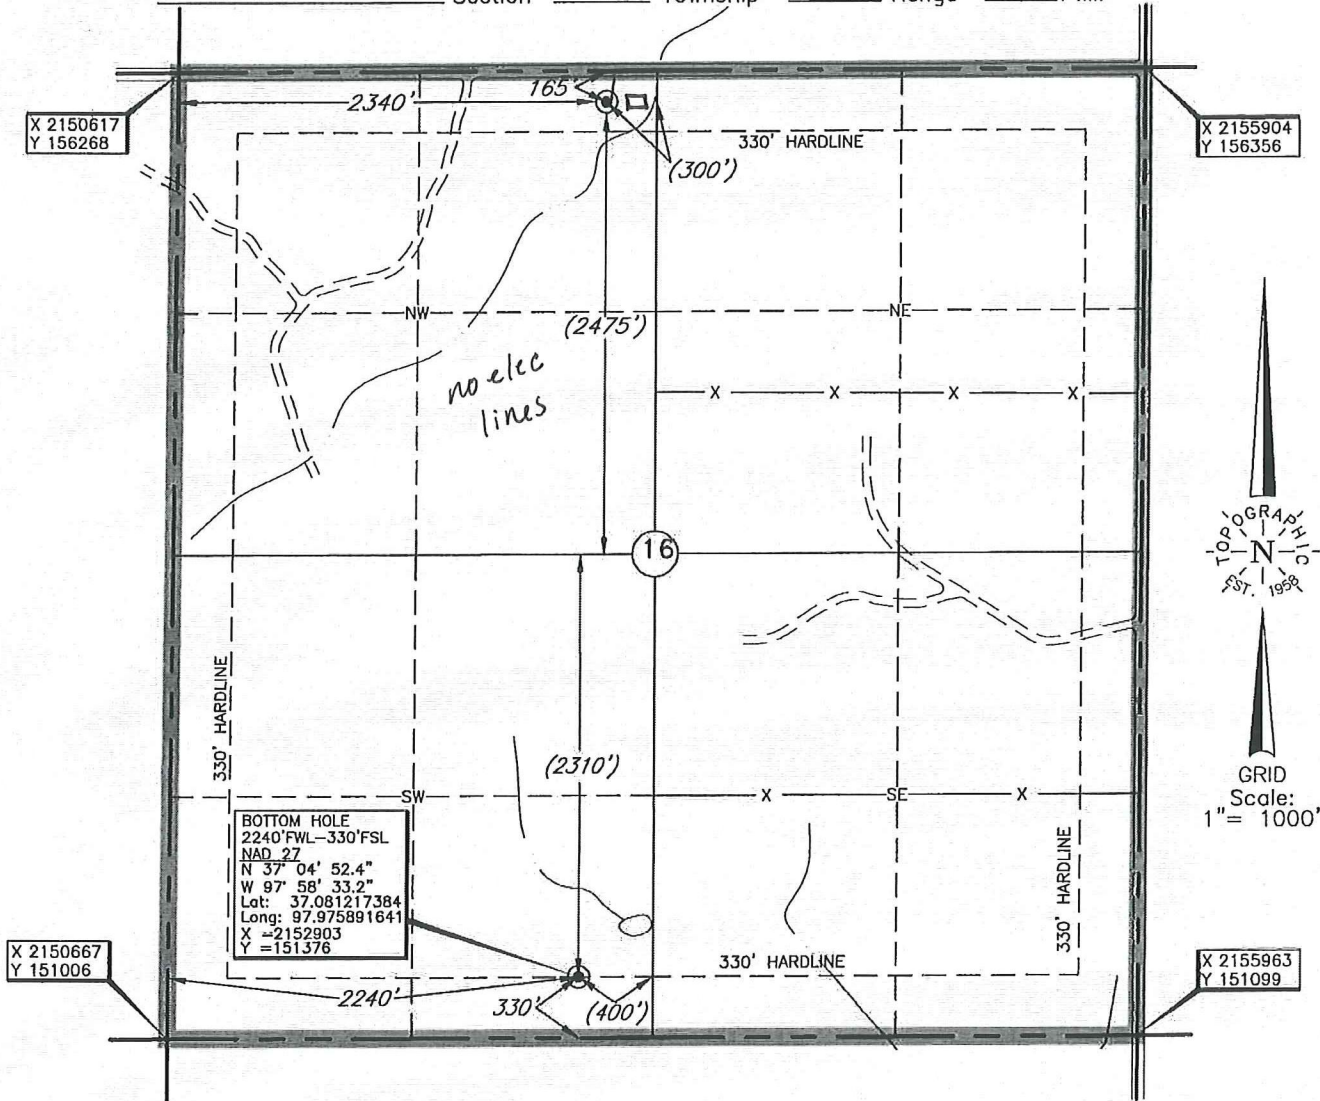 Section Township Range
2340'
165'
X 2150617
Y 156268
X 2155904
Y 156356
330' HARDLINE
(300')
NW
NE
(2475')
no elec
lines
X X X X
16
TOPOGRAPHIC
N
EST. 1958
330' HARDLINE
(2310')
GRID
Scale:
1"= 1000'
SW
X SE X
BOTTOM HOLE
2240'FWL-330'FSL
NAD 27
N 37° 04' 52.4"
W 97° 58' 33.2"
Lat: 37.081217384
Long: 97.975891641
X =2152903
Y =151376
330' HARDLINE
X 2150667
Y 151006
330' HARDLINE
X 2155963
Y 151099
2240'
330'
(400')